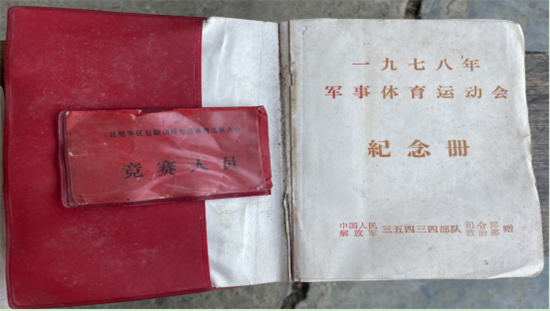 竞赛人员
一九七八年
军事体育运动会
紀念册
中国人民解放军三五四三四部队司令部政治部赠